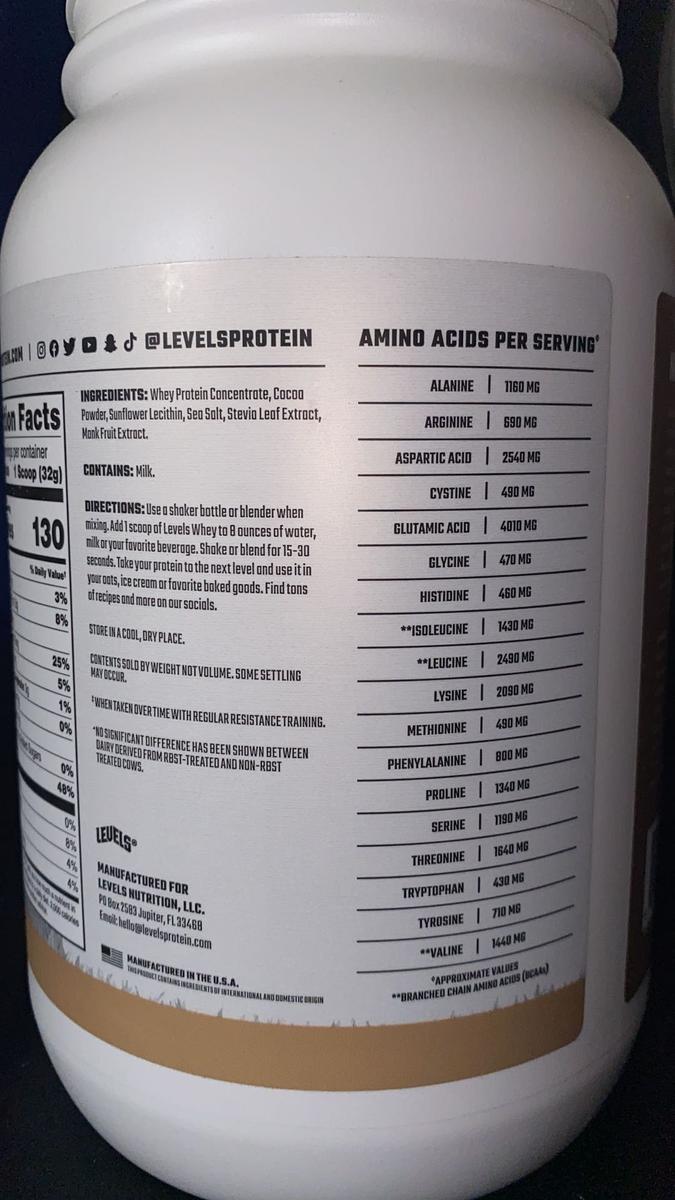 @LEVELSPROTEIN
on Facts
per container
1 Scoop (32g)
130
% Daily Value†
3%
8%
25%
5%
1%
0%
0%
48%
0%
8%
4%
4%
INGREDIENTS: Whey Protein Concentrate, Cocoa
Powder, Sunflower Lecithin, Sea Salt, Stevia Leaf Extract,
Monk Fruit Extract.
CONTAINS: Milk.
DIRECTIONS: Use a shaker bottle or blender when
mixing. Add 1 scoop of Levels Whey to 8 ounces of water,
milk or your favorite beverage. Shake or blend for 15-30
seconds. Take your protein to the next level and use it in
your oats, ice cream or favorite baked goods. Find tons
of recipes and more on our socials.
STORE IN A COOL, DRY PLACE.
CONTENTS SOLD BY WEIGHT NOT VOLUME. SOME SETTLING
MAY OCCUR.
‡WHEN TAKEN OVER TIME WITH REGULAR RESISTANCE TRAINING.
*NO SIGNIFICANT DIFFERENCE HAS BEEN SHOWN BETWEEN
DAIRY DERIVED FROM RBST-TREATED AND NON-RBST
TREATED COWS.
LEVELS®
MANUFACTURED FOR
LEVELS NUTRITION, LLC.
PO Box 2583 Jupiter, FL 33468
Email: hello@levelsprotein.com
MANUFACTURED IN THE U.S.A.
THIS PRODUCT CONTAINS INGREDIENTS OF INTERNATIONAL AND DOMESTIC ORIGIN
AMINO ACIDS PER SERVING°
ALANINE | 1160 MG
ARGININE | 690 MG
ASPARTIC ACID | 2540 MG
CYSTINE | 490 MG
GLUTAMIC ACID | 4010 MG
GLYCINE | 470 MG
HISTIDINE | 460 MG
**ISOLEUCINE | 1430 MG
**LEUCINE | 2490 MG
LYSINE | 2090 MG
METHIONINE | 490 MG
PHENYLALANINE | 800 MG
PROLINE | 1340 MG
SERINE | 1190 MG
THREONINE | 1640 MG
TRYPTOPHAN | 430 MG
TYROSINE | 710 MG
**VALINE | 1440 MG
°APPROXIMATE VALUES
**BRANCHED CHAIN AMINO ACIDS (BCAAs)